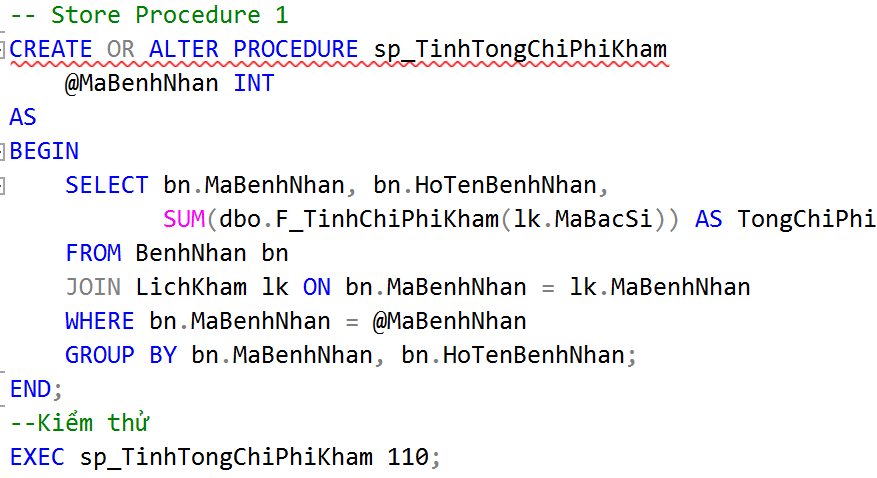 -- Store Procedure 1
CREATE OR ALTER PROCEDURE sp_TinhTongChiPhiKham
    @MaBenhNhan INT
AS
BEGIN
    SELECT bn.MaBenhNhan, bn.HoTenBenhNhan,
           SUM(dbo.F_TinhChiPhiKham(lk.MaBacSi)) AS TongChiPhi
    FROM BenhNhan bn
    JOIN LichKham lk ON bn.MaBenhNhan = lk.MaBenhNhan
    WHERE bn.MaBenhNhan = @MaBenhNhan
    GROUP BY bn.MaBenhNhan, bn.HoTenBenhNhan;
END;
--Kiểm thử
EXEC sp_TinhTongChiPhiKham 110;